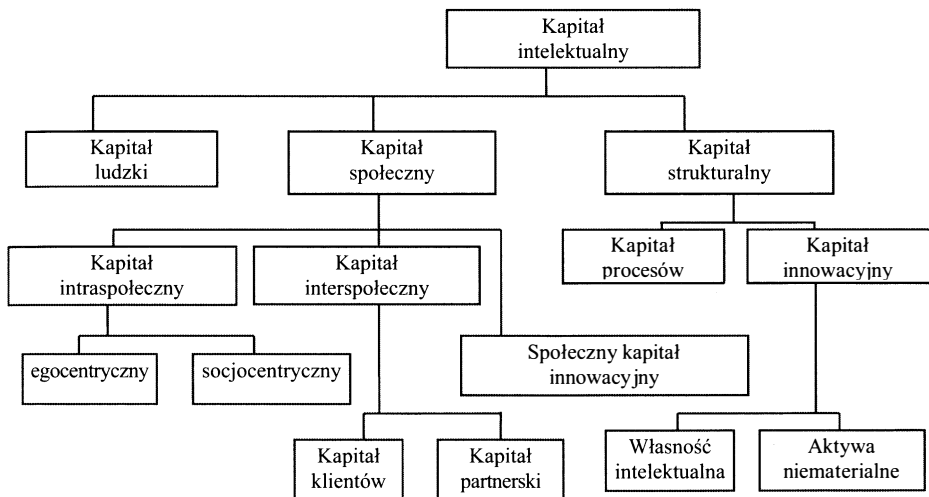 Kapitał
intelektualny
Kapitał
ludzki
Kapitał
społeczny
Kapitał
strukturalny
Kapitał
intraspołeczny
Kapitał
interspołeczny
Kapitał
procesów
Kapitał
innowacyjny
egocentryczny
socjocentryczny
Społeczny kapitał
innowacyjny
Kapitał
klientów
Kapitał
partnerski
Własność
intelektualna
Aktywa
niematerialne